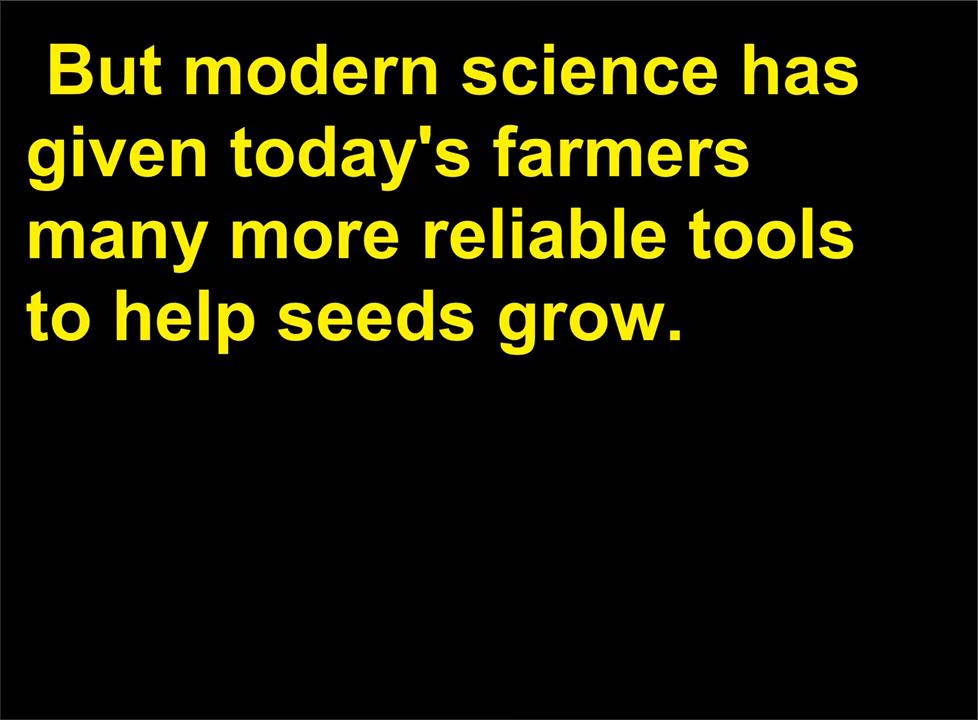 But modern science has
given today's farmers
many more reliable tools
to help seeds grow.